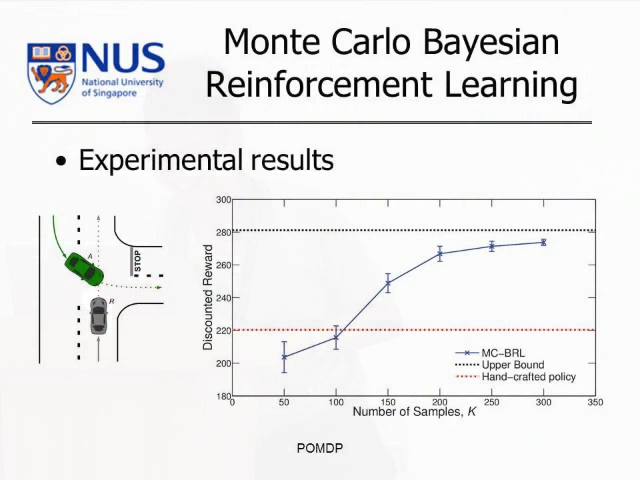 NUS
National University
of Singapore
Monte Carlo Bayesian
Reinforcement Learning
• Experimental results
A
R
STOP
Discounted Reward
300
280
260
240
220
200
180
0
50
100
150
200
250
300
350
Number of Samples, K
MC−BRL
Upper Bound
Hand−crafted policy
POMDP